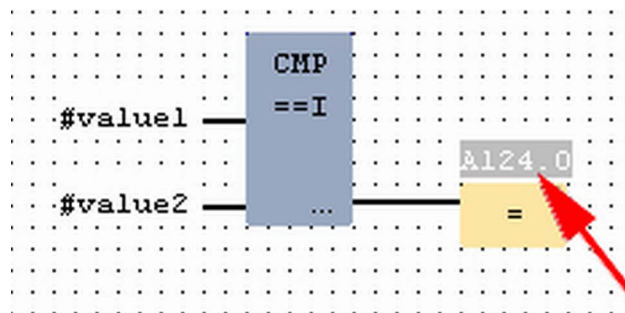 CMP
==I
#value1
A124.0
#value2
...
=